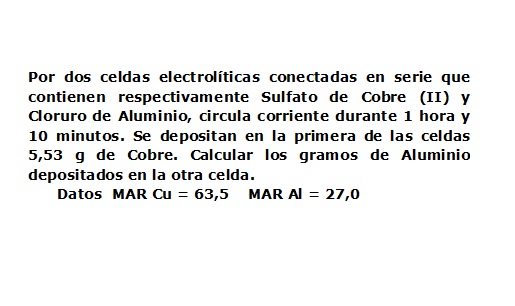 Por dos celdas electrolíticas conectadas en serie que
contienen respectivamente Sulfato de Cobre (II) y
Cloruro de Aluminio, circula corriente durante 1 hora y
10 minutos. Se depositan en la primera de las celdas
5,53 g de Cobre. Calcular los gramos de Aluminio
depositados en la otra celda.
Datos MAR Cu = 63,5 MAR Al = 27,0